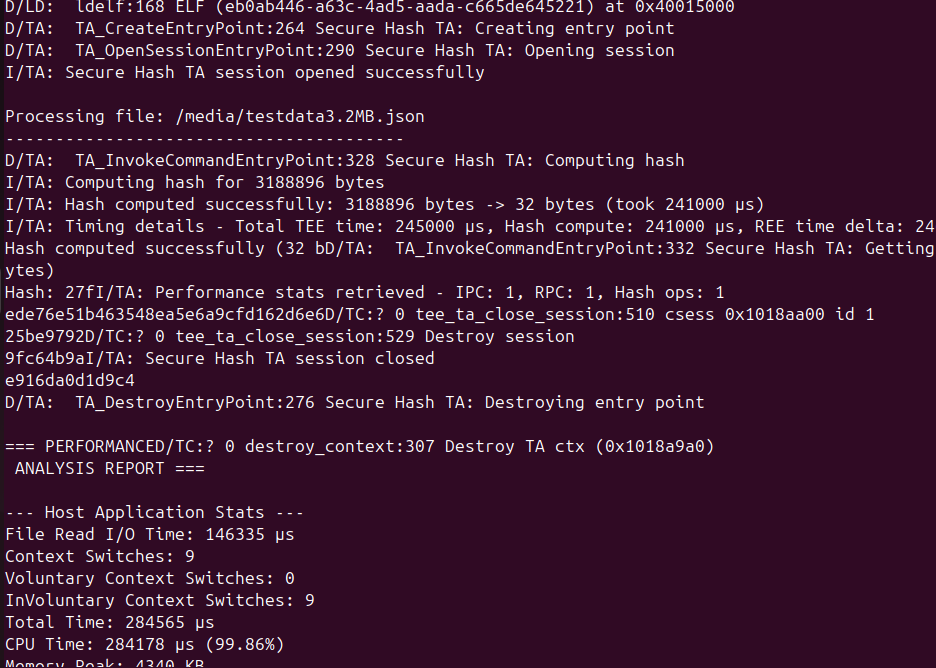 D/LD:  ldelf:168 ELF (eb0ab446-a63c-4ad5-aada-c665de645221) at 0x40015000
D/TA:  TA_CreateEntryPoint:264 Secure Hash TA: Creating entry point
D/TA:  TA_OpenSessionEntryPoint:290 Secure Hash TA: Opening session
I/TA: Secure Hash TA session opened successfully
Processing file: /media/testdata3.2MB.json
----------------------------------------
D/TA:  TA_InvokeCommandEntryPoint:328 Secure Hash TA: Computing hash
I/TA: Computing hash for 3188896 bytes
I/TA: Hash computed successfully: 3188896 bytes -> 32 bytes (took 241000 µs)
I/TA: Timing details - Total TEE time: 245000 µs, Hash compute: 241000 µs, REE time delta: 24
Hash computed successfully (32 bD/TA:  TA_InvokeCommandEntryPoint:332 Secure Hash TA: Getting
ytes)
Hash: 27fI/TA: Performance stats retrieved - IPC: 1, RPC: 1, Hash ops: 1
ede76e51b463548ea5e6a9cfd162d6e6D/TC:? 0 tee_ta_close_session:510 csess 0x1018aa00 id 1
25be9792D/TC:? 0 tee_ta_close_session:529 Destroy session
9fc64b9aI/TA: Secure Hash TA session closed
e916da0d1d9c4
D/TA:  TA_DestroyEntryPoint:276 Secure Hash TA: Destroying entry point
=== PERFORMANCED/TC:? 0 destroy_context:307 Destroy TA ctx (0x1018a9a0)
ANALYSIS REPORT ===
--- Host Application Stats ---
File Read I/O Time: 146335 µs
Context Switches: 9
Voluntary Context Switches: 0
InVoluntary Context Switches: 9
Total Time: 284565 µs
CPU Time: 284178 µs (99.86%)
Memory Peak: 4340 KB